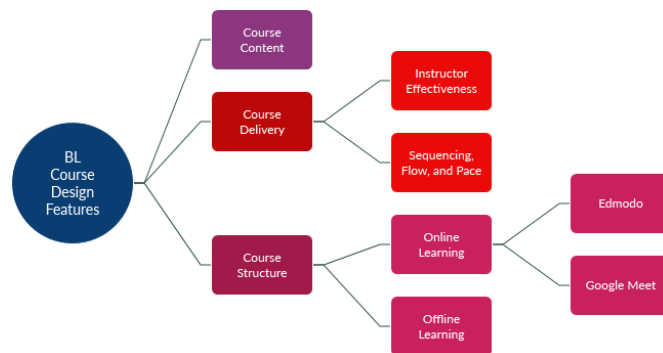 BL
Course
Design
Features
Course
Content
Course
Delivery
Instructor
Effectiveness
Sequencing,
Flow, and Pace
Course
Structure
Online
Learning
Edmodo
Google Meet
Offline
Learning